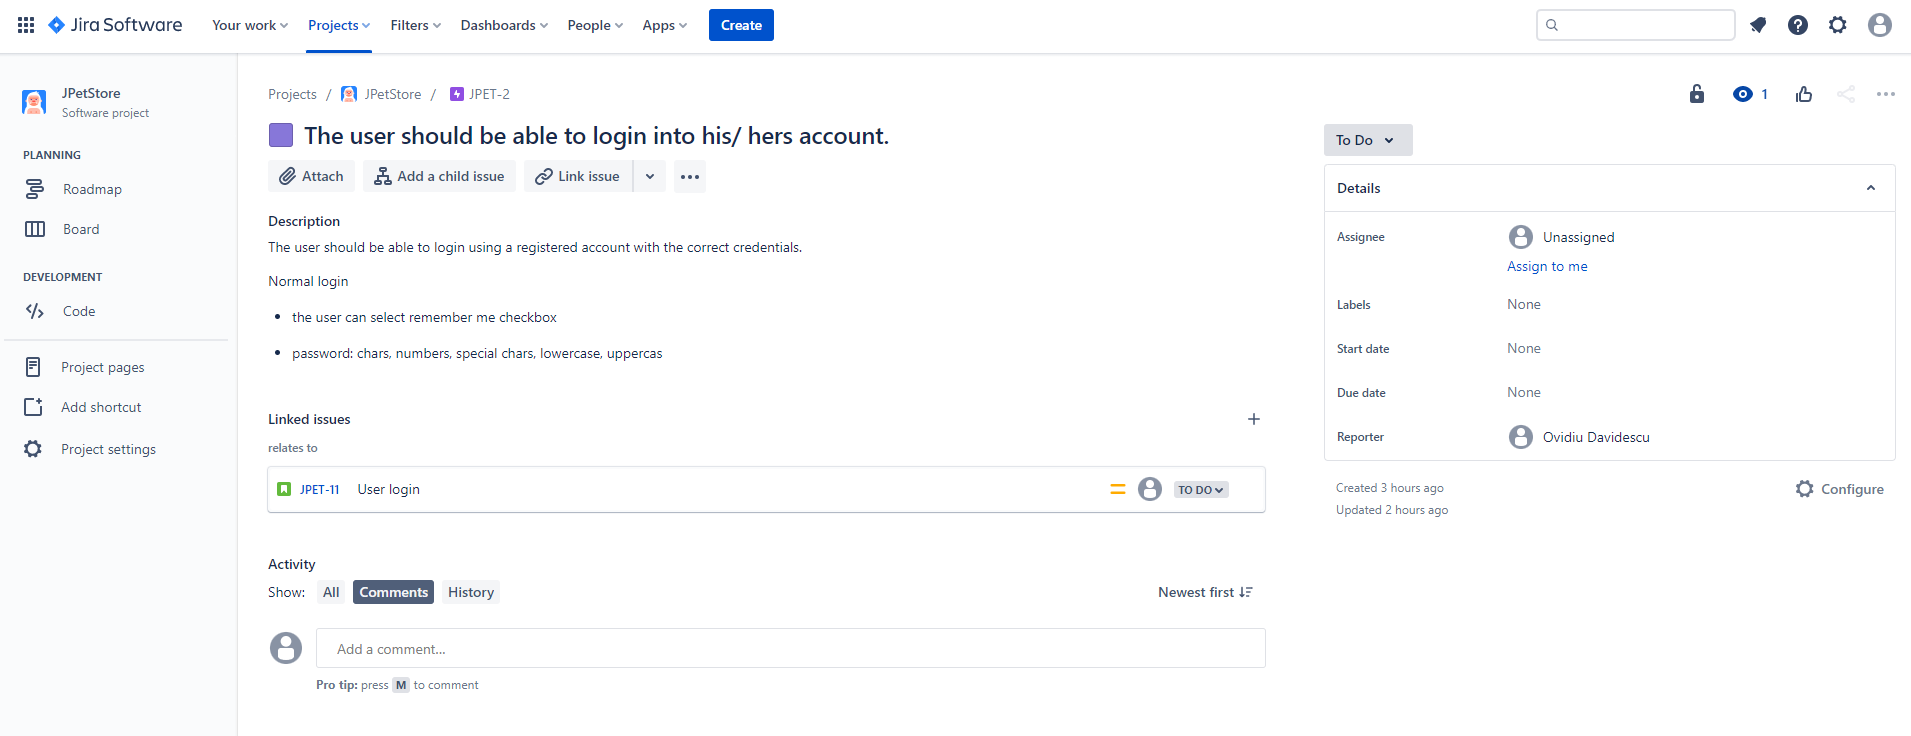 Jira Software Your work Projects Filters Dashboards People Apps Create
JPetStore
Software project
PLANNING
Roadmap
Board
DEVELOPMENT
Code
Project pages
Add shortcut
Project settings
Projects / JPetStore / JPET-2
1
The user should be able to login into his/ hers account.
Attach Add a child issue Link issue
Description
The user should be able to login using a registered account with the correct credentials.
Normal login
• the user can select remember me checkbox
• password: chars, numbers, special chars, lowercase, uppercas
Linked issues
relates to
JPET-11 User login TO DO
Activity
Show: All Comments History Newest first
Add a comment...
Pro tip: press M to comment
To Do
Details
Assignee Unassigned
Assign to me
Labels None
Start date None
Due date None
Reporter Ovidiu Davidescu
Created 3 hours ago Configure
Updated 2 hours ago